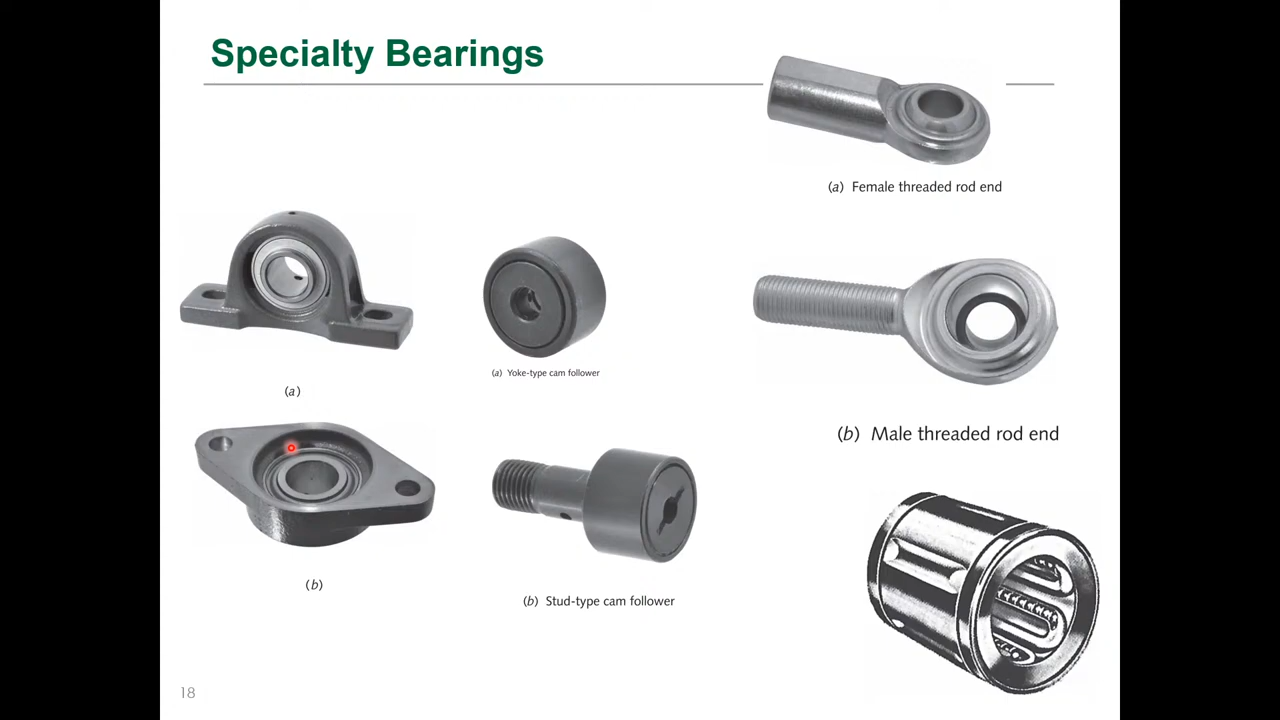 Specialty Bearings
(a) Female threaded rod end
(a) Yoke-type cam follower
(a)
(b) Male threaded rod end
(b)
(b) Stud-type cam follower
18